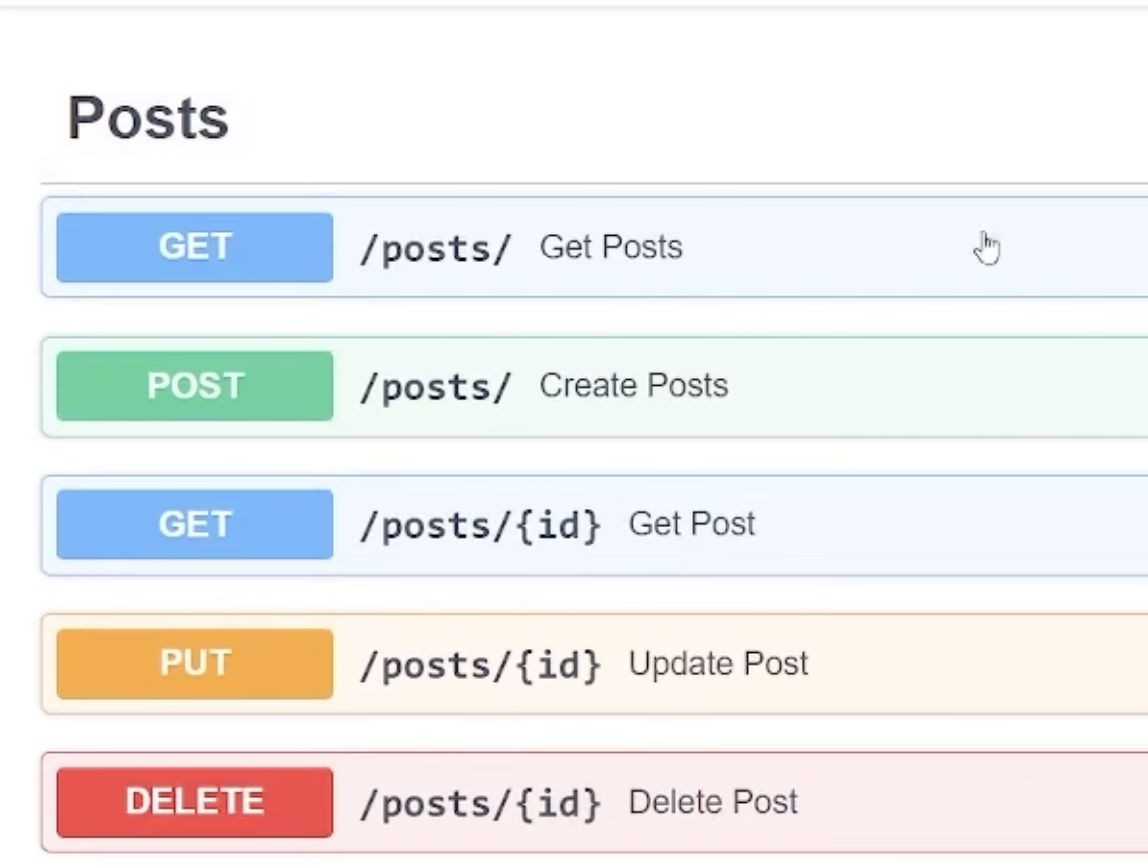 Posts
GET /posts/ Get Posts
POST /posts/ Create Posts
GET /posts/{id} Get Post
PUT /posts/{id} Update Post
DELETE /posts/{id} Delete Post